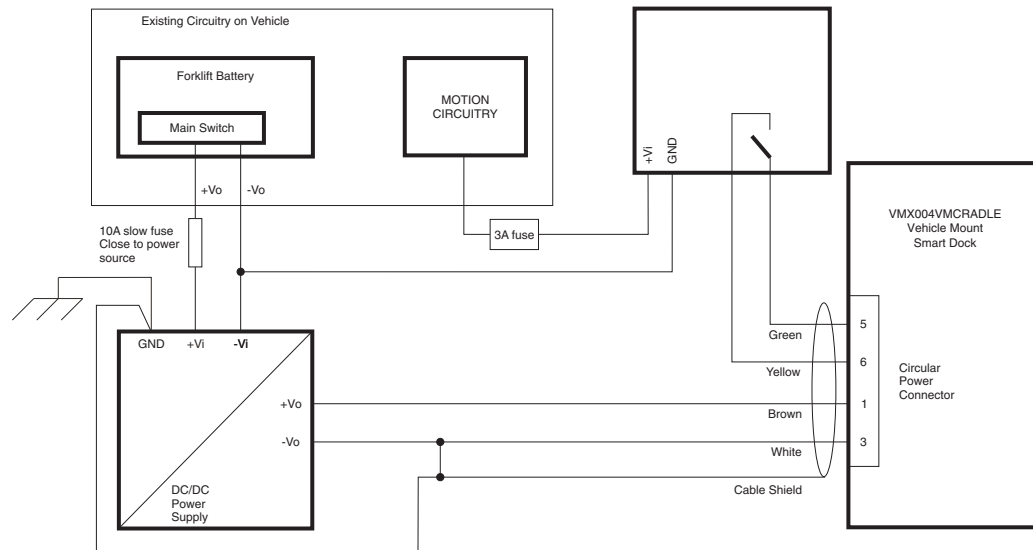 Existing Circuitry on Vehicle
Forklift Battery
Main Switch
MOTION
CIRCUITRY
+Vi
GND
+Vo
-Vo
10A slow fuse
Close to power
source
3A fuse
VMX004VMCRADLE
Vehicle Mount
Smart Dock
GND
+Vi
-Vi
Green
5
Yellow
6
Circular
Power
Connector
+Vo
Brown
1
-Vo
White
3
Cable Shield
DC/DC
Power
Supply